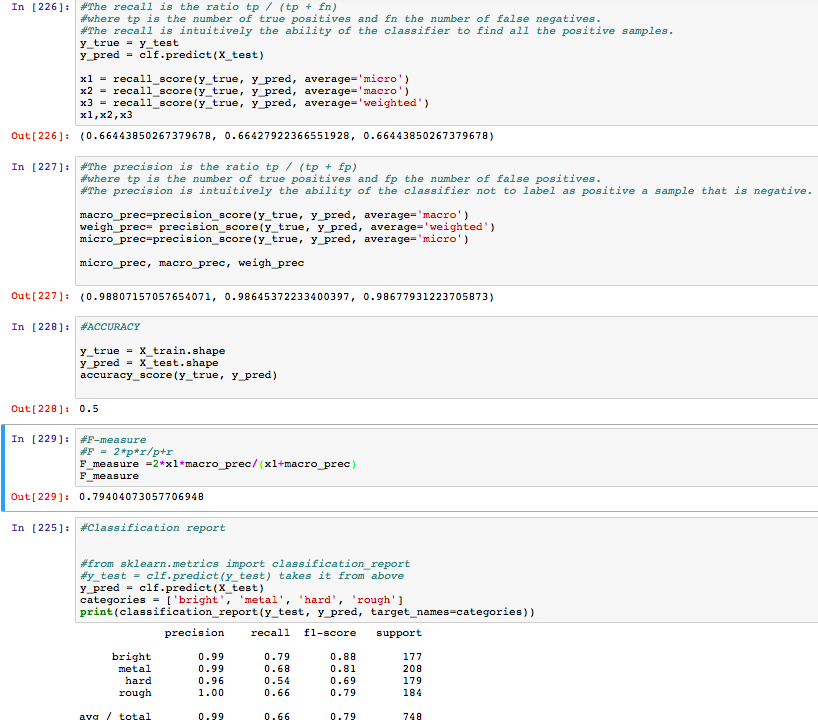 In [226]: #The recall is the ratio tp / (tp + fn)
#where tp is the number of true positives and fn the number of false negatives.
#The recall is intuitively the ability of the classifier to find all the positive samples.
y_true = y_test
y_pred = clf.predict(X_test)
x1 = recall_score(y_true, y_pred, average='micro')
x2 = recall_score(y_true, y_pred, average='macro')
x3 = recall_score(y_true, y_pred, average='weighted')
x1,x2,x3
Out[226]: (0.66443850267379678, 0.66427922366551928, 0.66443850267379678)
In [227]: #The precision is the ratio tp / (tp + fp)
#where tp is the number of true positives and fp the number of false positives.
#The precision is intuitively the ability of the classifier not to label as positive a sample that is negative.
macro_prec=precision_score(y_true, y_pred, average='macro')
weigh_prec= precision_score(y_true, y_pred, average='weighted')
micro_prec=precision_score(y_true, y_pred, average='micro')
micro_prec, macro_prec, weigh_prec
Out[227]: (0.98807157057654071, 0.98645372233400397, 0.98677931223705873)
In [228]: #ACCURACY
y_true = X_train.shape
y_pred = X_test.shape
accuracy_score(y_true, y_pred)
Out[228]: 0.5
In [229]: #F-measure
#F = 2*p*r/p+r
F_measure =2*x1*macro_prec/(x1+macro_prec)
F_measure
Out[229]: 0.79404073057706948
In [225]: #Classification report
#from sklearn.metrics import classification_report
#y_test = clf.predict(y_test) takes it from above
y_pred = clf.predict(X_test)
categories = ['bright', 'metal', 'hard', 'rough']
print(classification_report(y_test, y_pred, target_names=categories))
precision recall f1-score support
bright 0.99 0.79 0.88 177
metal 0.99 0.68 0.81 208
hard 0.96 0.54 0.69 179
rough 1.00 0.66 0.79 184
avg / total 0.99 0.66 0.79 748